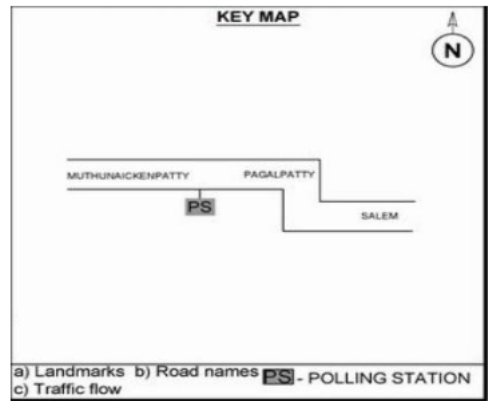 KEY MAP
N
MUTHUNAICKENPATTY PAGALPATTY
PS
SALEM
a) Landmarks b) Road names PS - POLLING STATION
c) Traffic flow